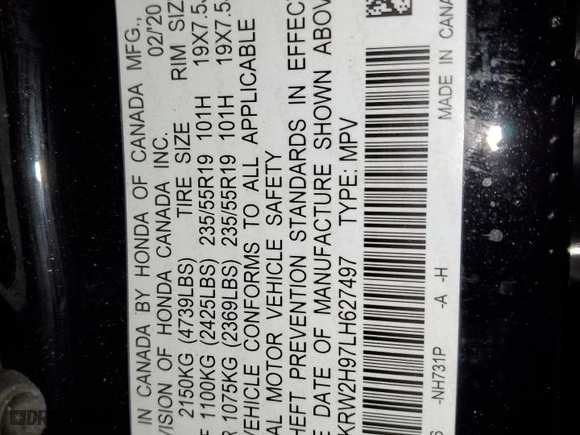 IN CANADA BY HONDA OF CANADA MFG.,
VISION OF HONDA CANADA INC. 02/'20
2150KG (4739LBS) TIRE SIZE RIM SIZE
F 1100KG (2425LBS) 235/55R19 101H 19X7.5
R 1075KG (2369LBS) 235/55R19 101H 19X7.5
VEHICLE CONFORMS TO ALL APPLICABLE
AL MOTOR VEHICLE SAFETY
HEFT PREVENTION STANDARDS IN EFFECT
E DATE OF MANUFACTURE SHOWN ABOV
KRW2H97LH627497 TYPE: MPV
6 -NH731P -A -H MADE IN CANA